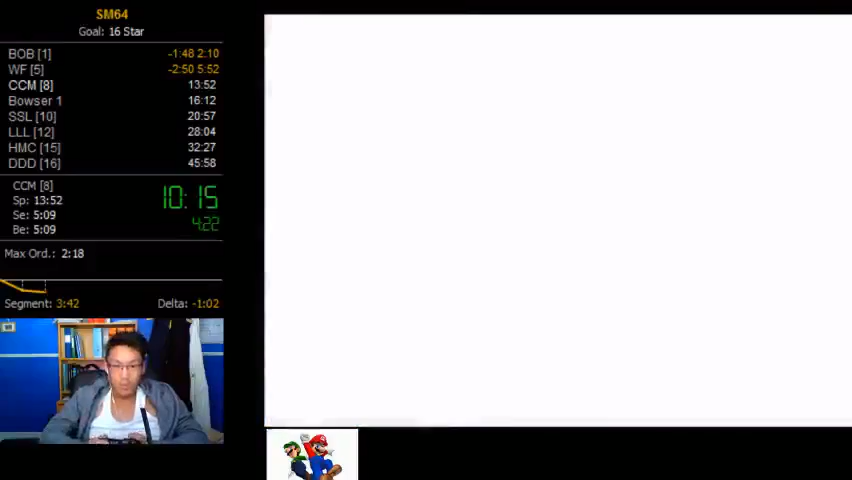 SM64
Goal: 16 Star
BOB [1] -1:48 2:10
WF [5] -2:50 5:52
CCM [8] 13:52
Bowser 1 16:12
SSL [10] 20:57
LLL [12] 28:04
HMC [15] 32:27
DDD [16] 45:58
CCM [8]
Sp: 13:52
Se: 5:09
Be: 5:09
10:15
4.22
Max Ord.: 2:18
Segment: 3:42 Delta: -1:02